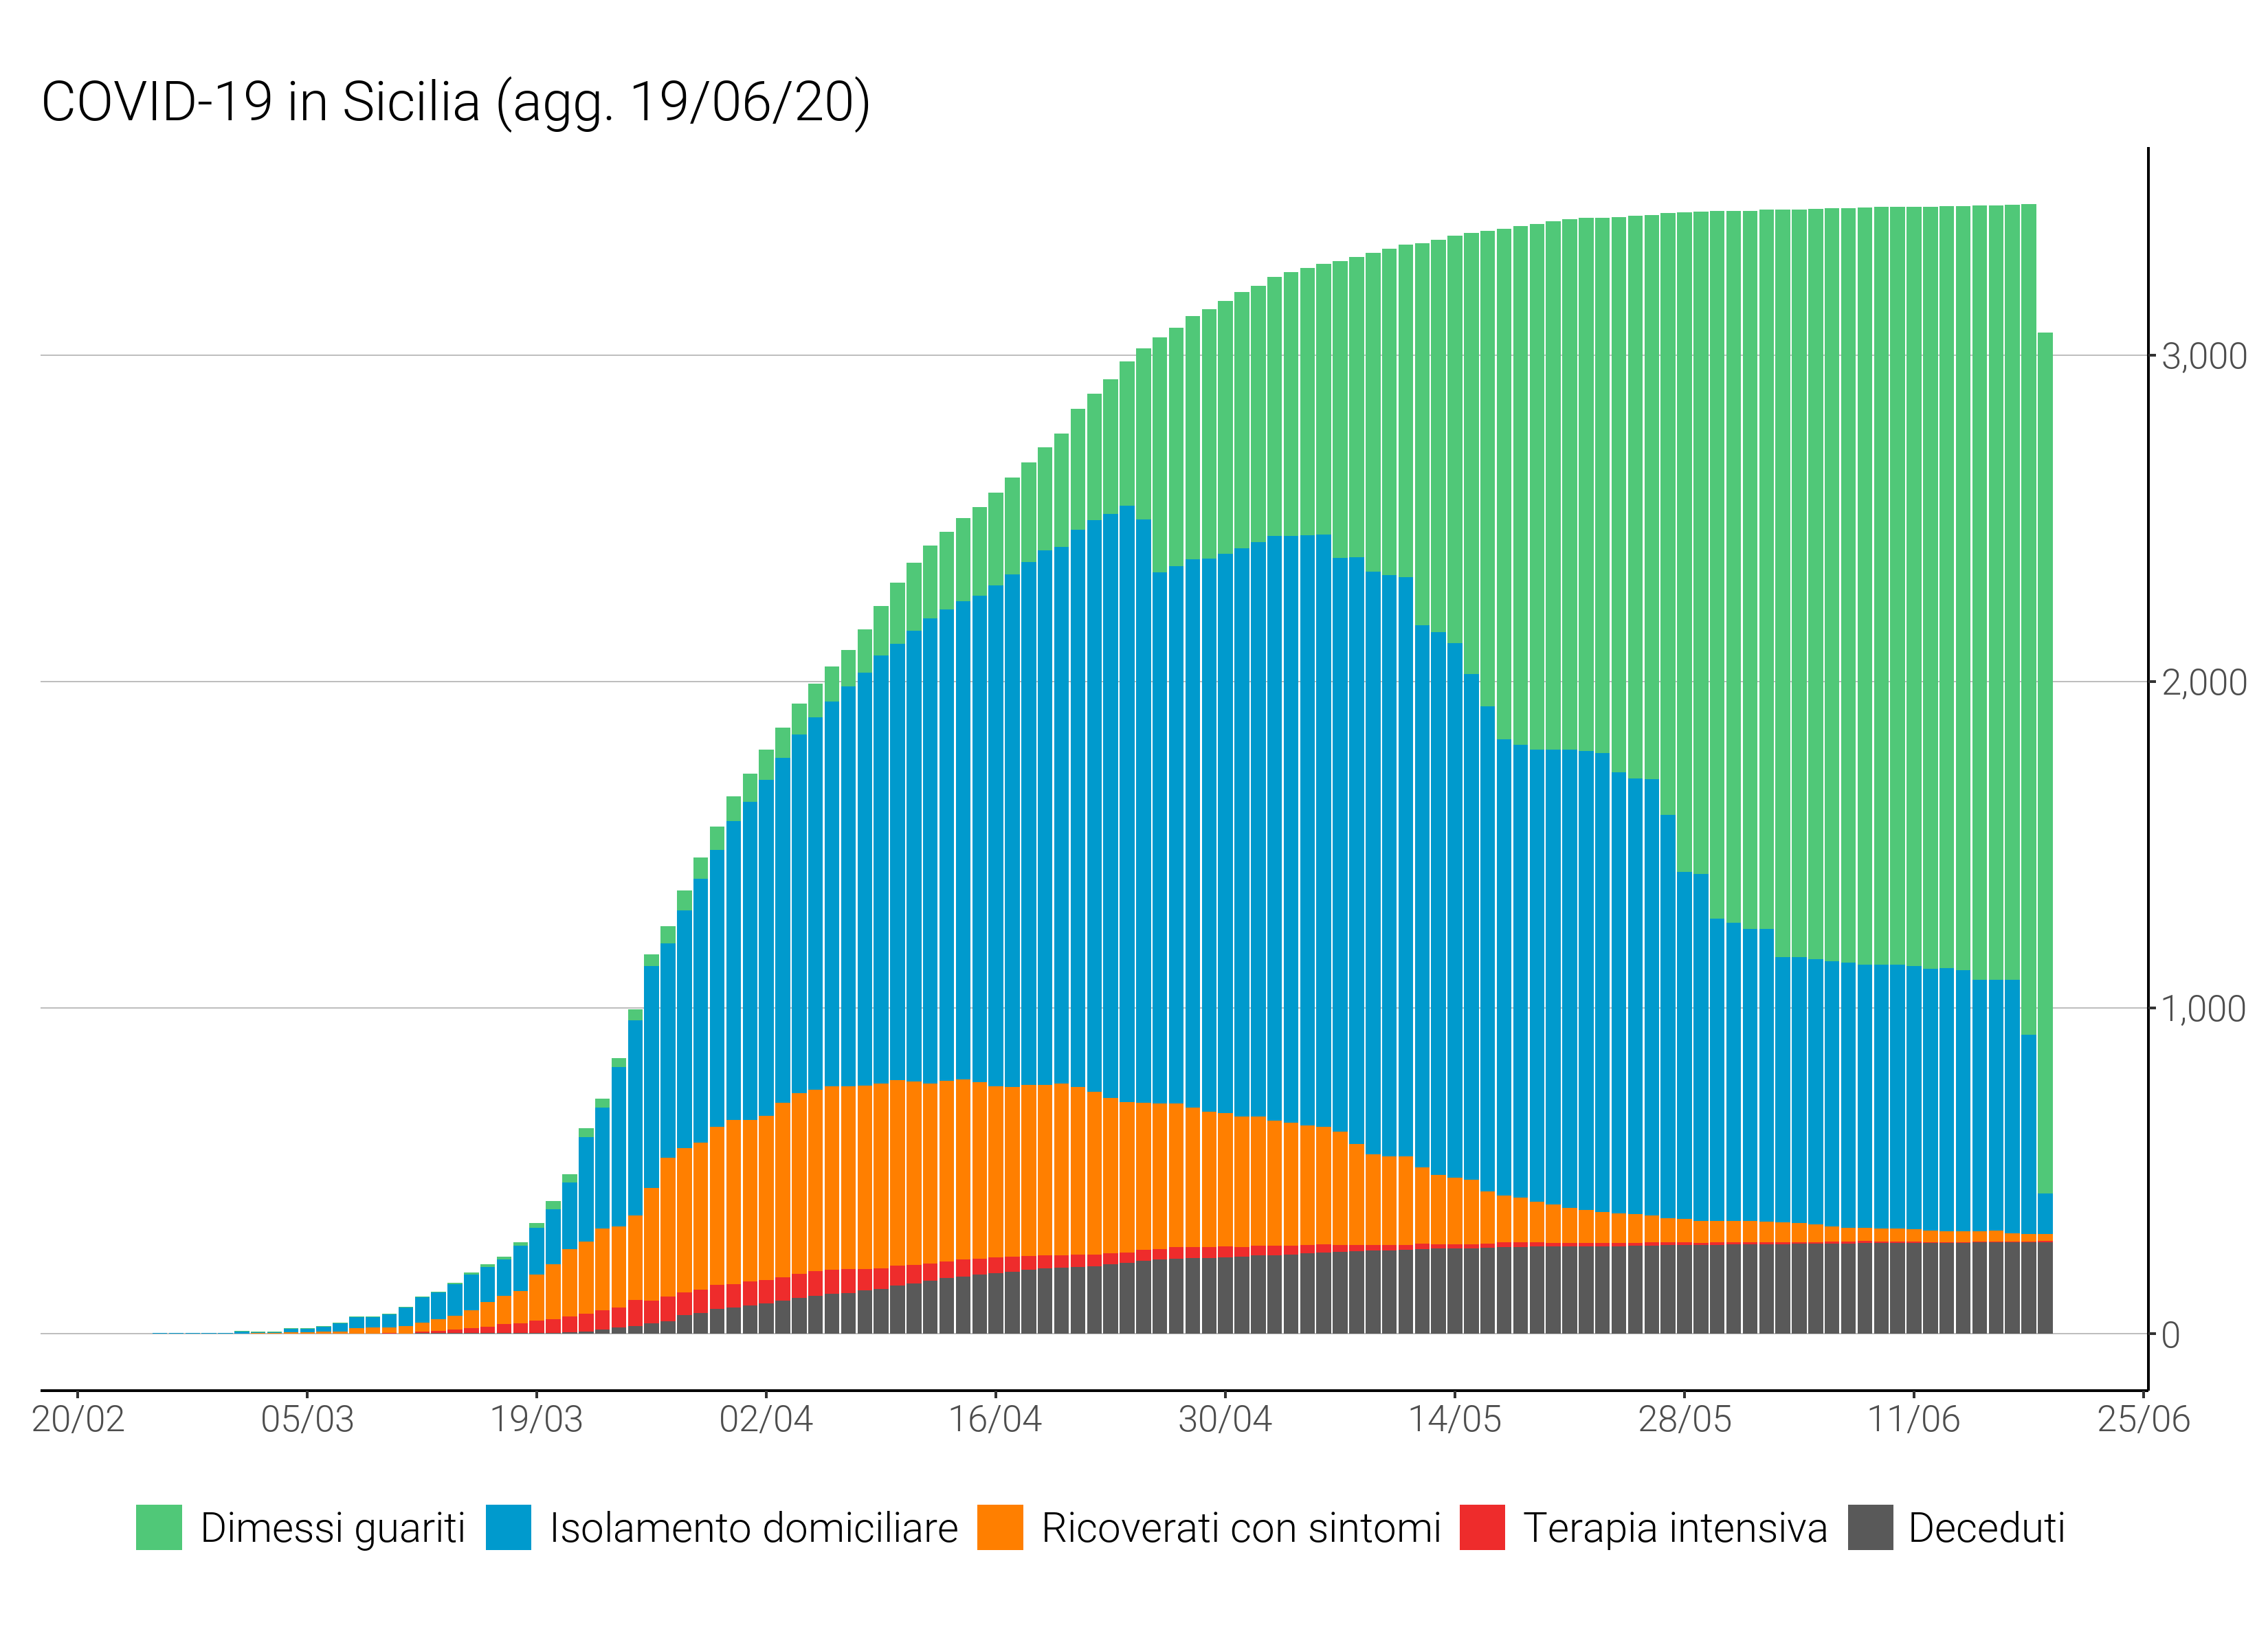 COVID-19 in Sicilia (agg. 19/06/20)
3,000
2,000
1,000
0
20/02 05/03 19/03 02/04 16/04 30/04 14/05 28/05 11/06 25/06
Dimessi guariti Isolamento domiciliare Ricoverati con sintomi Terapia intensiva Deceduti